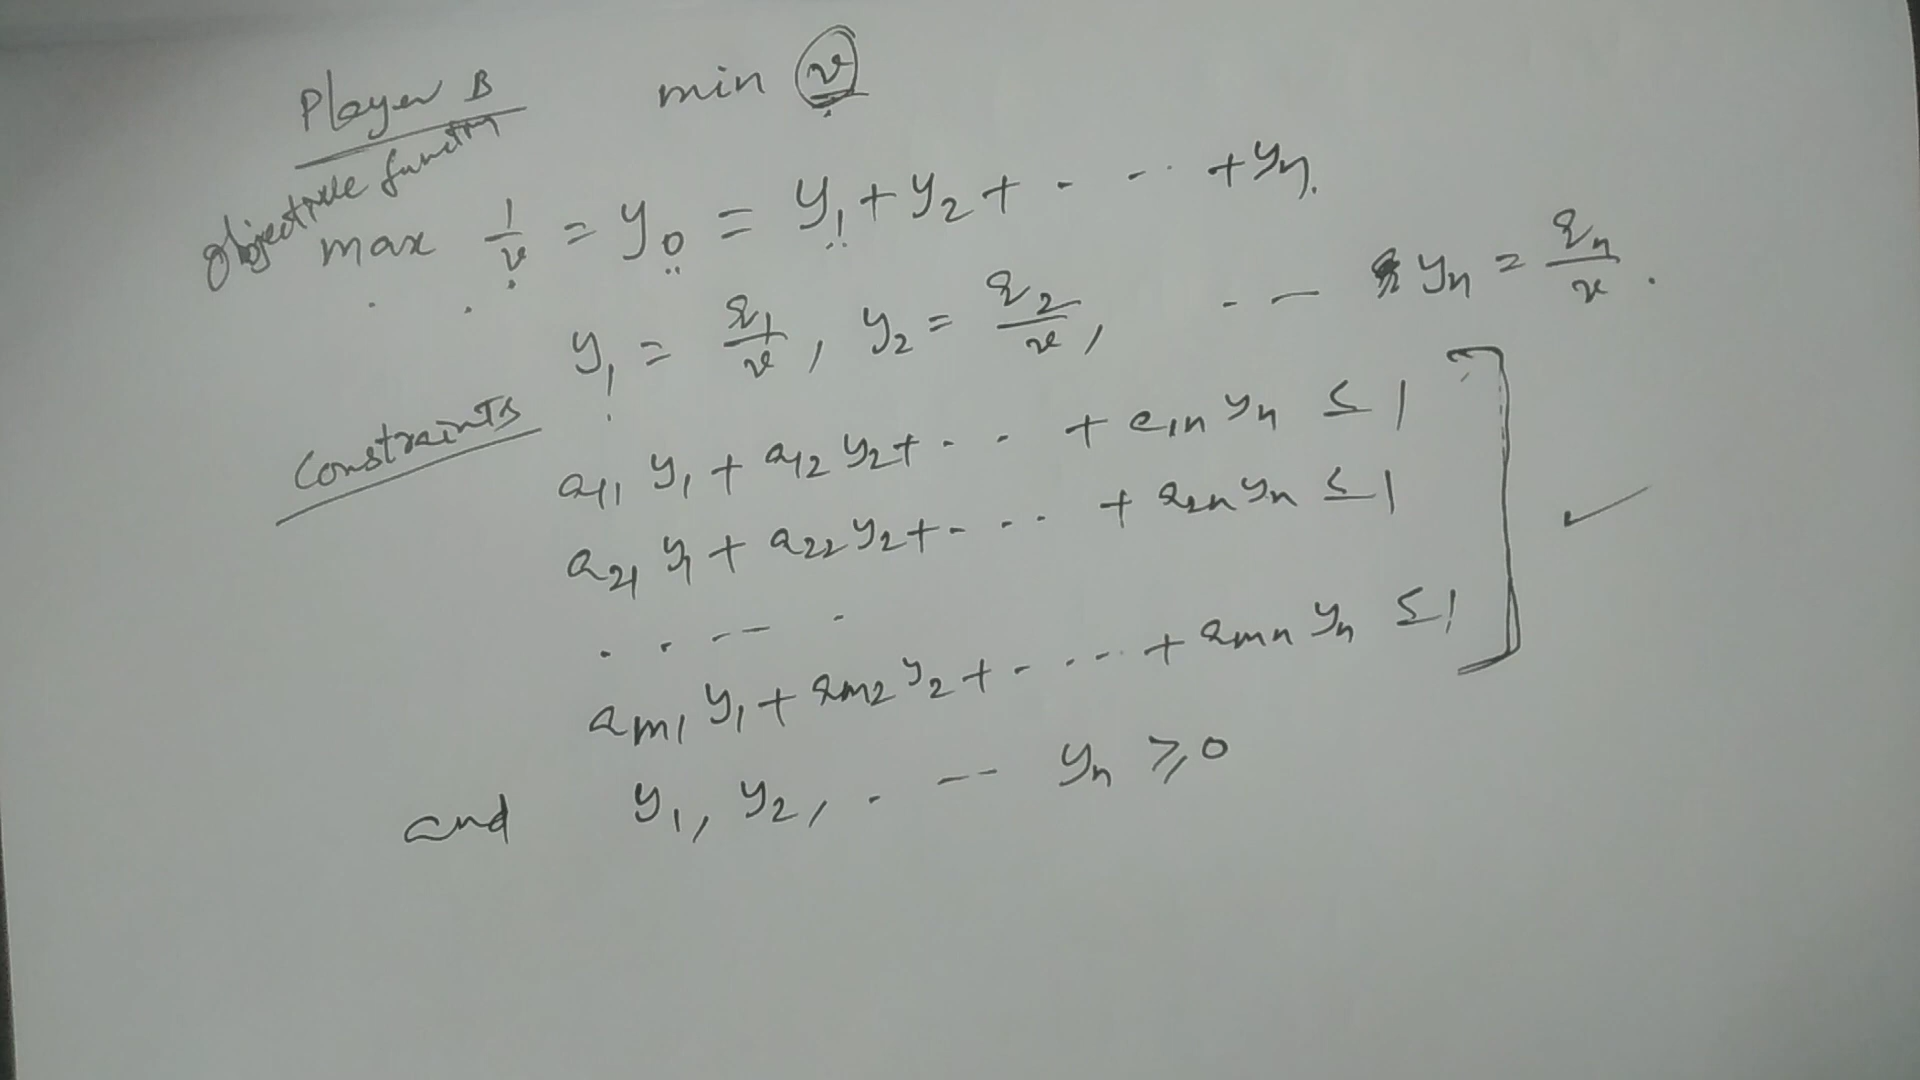 Player B min v
Objective function
max 1/v = y₀ = y₁ + y₂ + - - - + yₙ.
y₁ = q₁/v , y₂ = q₂/v , - - yₙ = qₙ/v .
Constraints
a₁₁ y₁ + a₁₂ y₂ + - - + a₁ₙ yₙ ≤ 1
a₂₁ y₁ + a₂₂ y₂ + - - - + a₂ₙ yₙ ≤ 1
. . - - -
aₘ₁ y₁ + aₘ₂ y₂ + - - - - + aₘₙ yₙ ≤ 1
and y₁, y₂, . - - yₙ ≥ 0